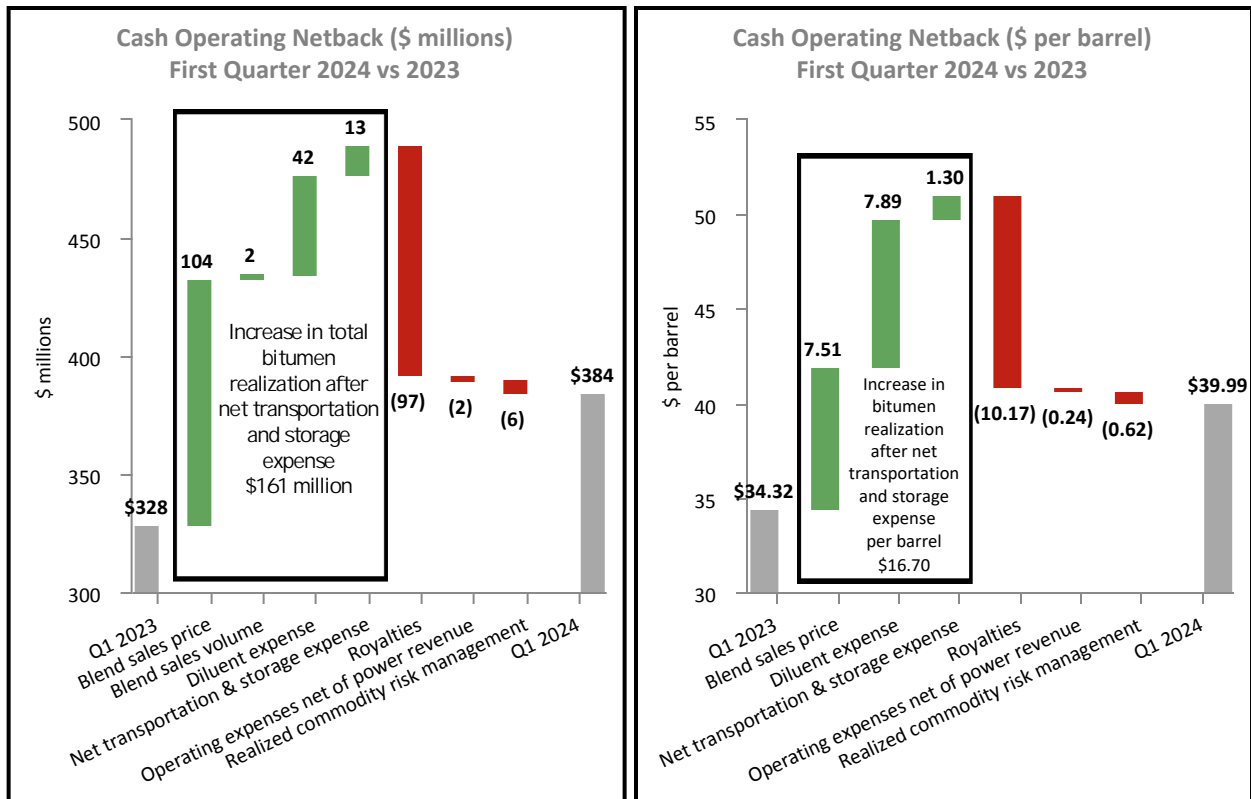 Cash Operating Netback ($ millions)
First Quarter 2024 vs 2023
$ millions
500
450
400
350
300
$328
104
2
42
13
(97)
(2)
(6)
$384
Increase in total
bitumen
realization after
net transportation
and storage
expense
$161 million
Q1 2023
Blend sales price
Blend sales volume
Diluent expense
Net transportation & storage expense
Royalties
Operating expenses net of power revenue
Realized commodity risk management
Q1 2024
Cash Operating Netback ($ per barrel)
First Quarter 2024 vs 2023
$ per barrel
55
50
45
40
35
30
$34.32
7.51
7.89
1.30
(10.17)
(0.24)
(0.62)
$39.99
Increase in
bitumen
realization
after net
transportation
and storage
expense
per barrel
$16.70
Q1 2023
Blend sales price
Diluent expense
Net transportation & storage expense
Royalties
Operating expenses net of power revenue
Realized commodity risk management
Q1 2024